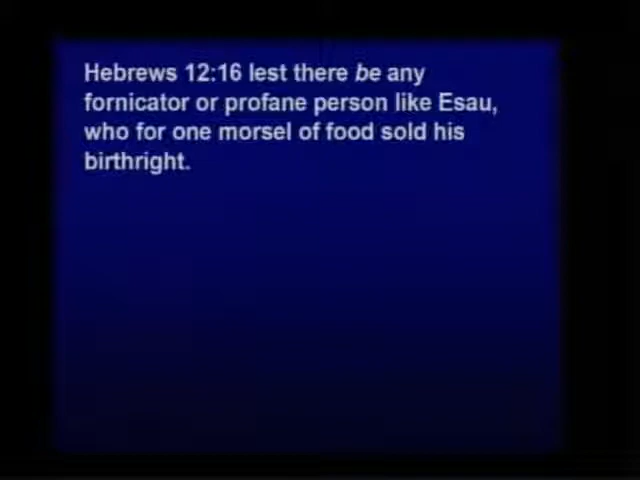 Hebrews 12:16 lest there be any
fornicator or profane person like Esau,
who for one morsel of food sold his
birthright.